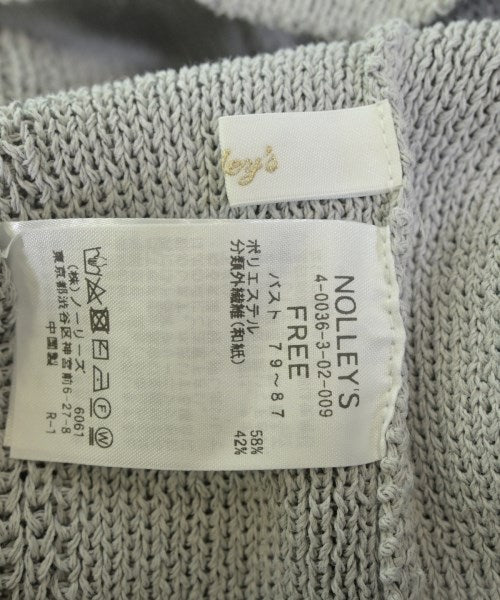 ley's
NOLLEY'S
4-0036-3-02-009
FREE
バスト 79~87
ポリエステル 58%
分類外繊維(和紙) 42%
(株)ノーリーズ
東京都渋谷区神宮前6-27-8
中国製
6061
R-1